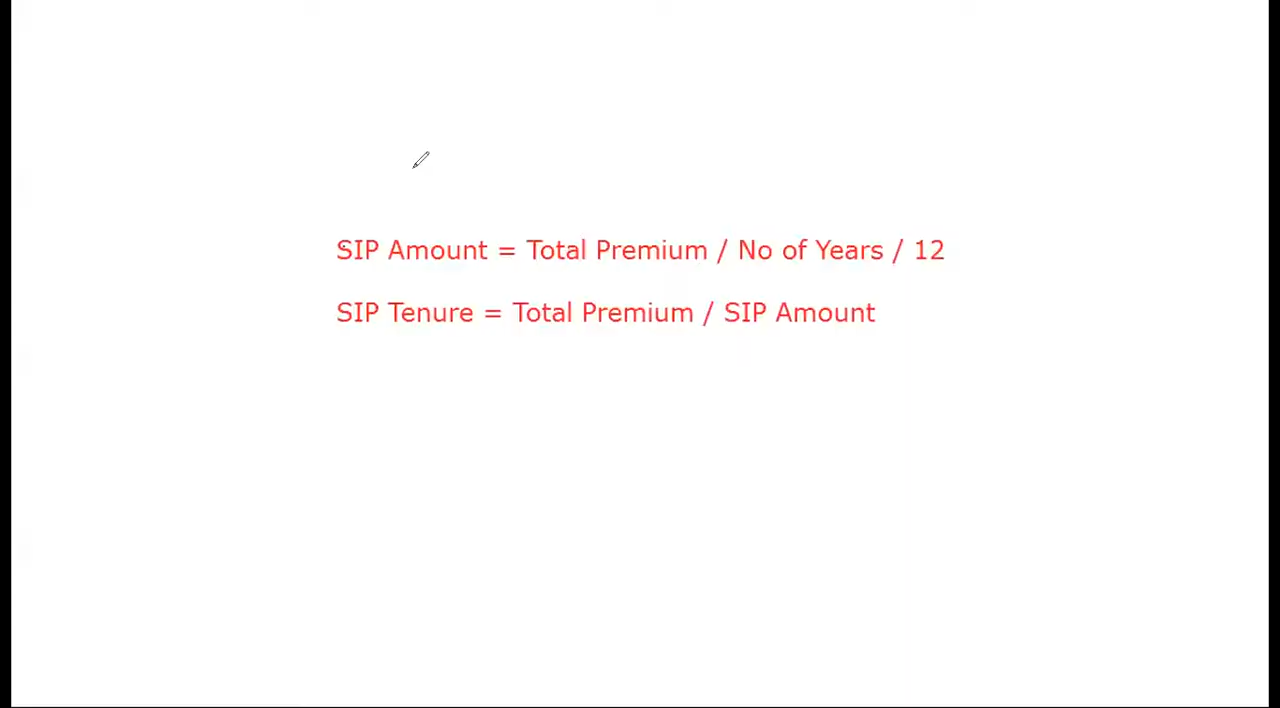 SIP Amount = Total Premium / No of Years / 12
SIP Tenure = Total Premium / SIP Amount